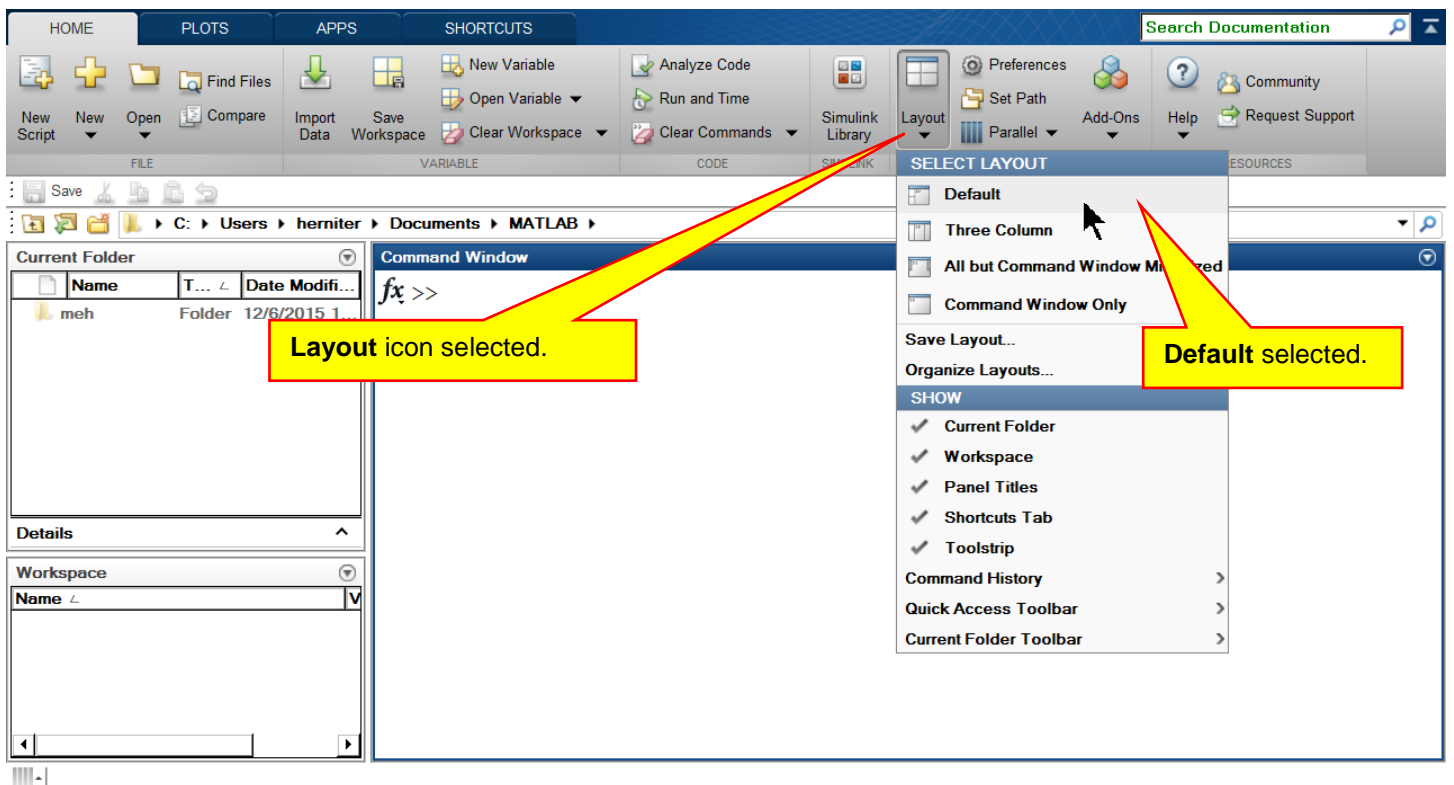 HOME PLOTS APPS SHORTCUTS Search Documentation
New Script
New
Open
Find Files
Compare
Import Data
Save Workspace
New Variable
Open Variable
Clear Workspace
Analyze Code
Run and Time
Clear Commands
Simulink Library
Layout
Preferences
Set Path
Parallel
Add-Ons
Help
Community
Request Support
FILE VARIABLE CODE
SELECT LAYOUT
Default
Three Column
Command Window Only
Save Layout...
Organize Layouts...
SHOW
Current Folder
Workspace
Panel Titles
Shortcuts Tab
Toolstrip
Command History
Quick Access Toolbar
Current Folder Toolbar
Save
C: Users herniter Documents MATLAB
Current Folder
Name T... Date Modifi...
meh Folder 12/6/2015 1...
Details
Workspace
Name V
Command Window
fx >>
Layout icon selected.
Default selected.
All but Command Window